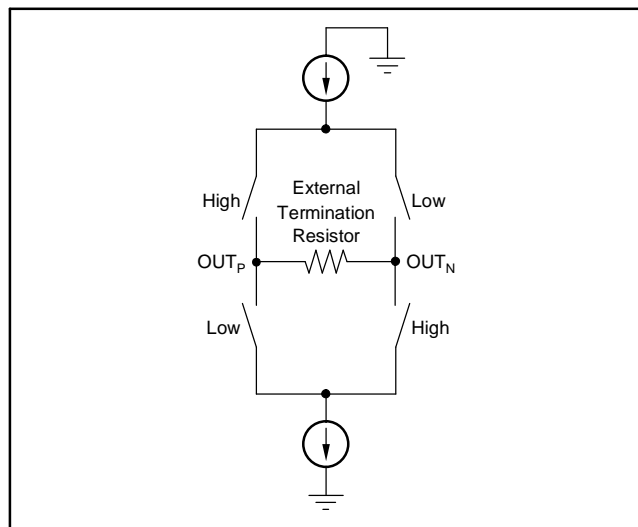 External
Termination
Resistor
High
Low
OUTP
OUTN
Low
High